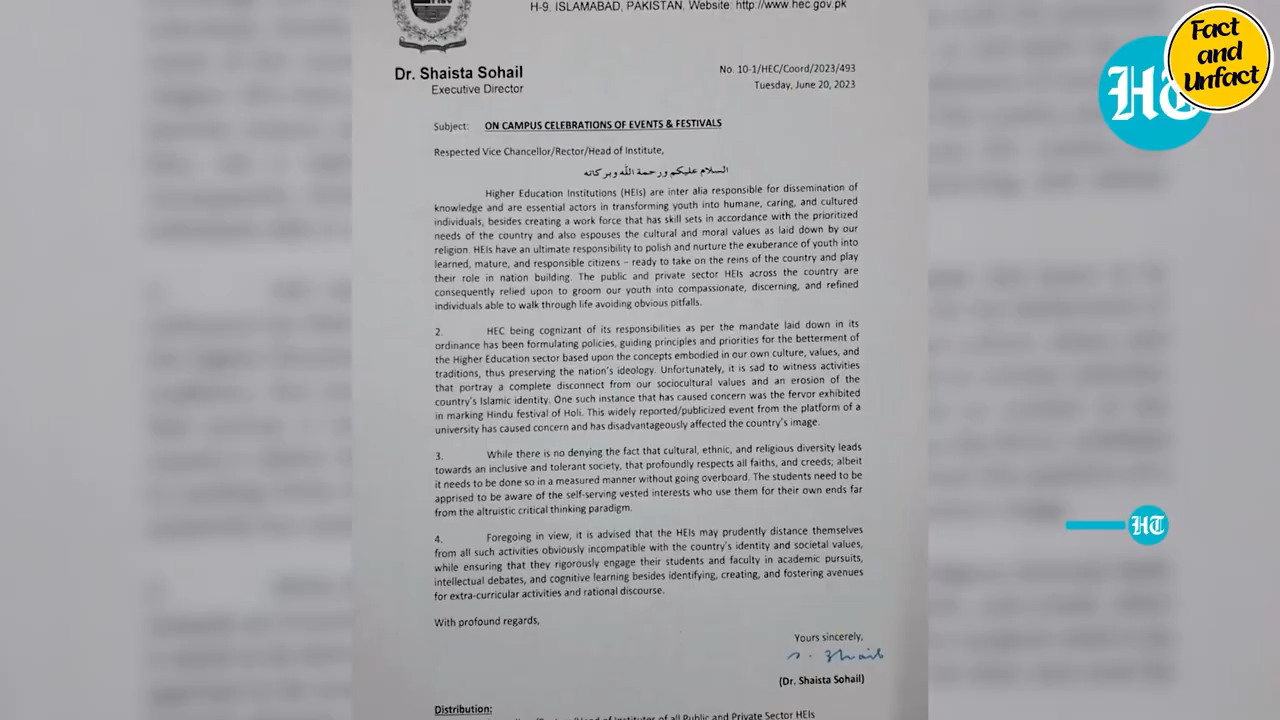 H-9, ISLAMABAD, PAKISTAN, Website: http://www.hec.gov.pk
Fact
and
Unfact
HT
Dr. Shaista Sohail
Executive Director
No. 10-1/HEC/Coord/2023/493
Tuesday, June 20, 2023
Subject: ON CAMPUS CELEBRATIONS OF EVENTS & FESTIVALS
Respected Vice Chancellor/Rector/Head of Institute,
السلام عليكم ورحمة الله وبركاته
Higher Education Institutions (HEIs) are inter alia responsible for dissemination of
knowledge and are essential actors in transforming youth into humane, caring, and cultured
individuals, besides creating a work force that has skill sets in accordance with the prioritized
needs of the country and also espouses the cultural and moral values as laid down by our
religion. HEIs have an ultimate responsibility to polish and nurture the exuberance of youth into
learned, mature, and responsible citizens – ready to take on the reins of the country and play
their role in nation building. The public and private sector HEIs across the country are
consequently relied upon to groom our youth into compassionate, discerning, and refined
individuals able to walk through life avoiding obvious pitfalls.
2. HEC being cognizant of its responsibilities as per the mandate laid down in its
ordinance has been formulating policies, guiding principles and priorities for the betterment of
the Higher Education sector based upon the concepts embodied in our own culture, values, and
traditions, thus preserving the nation's ideology. Unfortunately, it is sad to witness activities
that portray a complete disconnect from our sociocultural values and an erosion of the
country's Islamic identity. One such instance that has caused concern was the fervor exhibited
in marking Hindu festival of Holi. This widely reported/publicized event from the platform of a
university has caused concern and has disadvantageously affected the country's image.
3. While there is no denying the fact that cultural, ethnic, and religious diversity leads
towards an inclusive and tolerant society, that profoundly respects all faiths, and creeds; albeit
it needs to be done so in a measured manner without going overboard. The students need to be
apprised to be aware of the self-serving vested interests who use them for their own ends far
from the altruistic critical thinking paradigm.
4. Foregoing in view, it is advised that the HEIs may prudently distance themselves
from all such activities obviously incompatible with the country's identity and societal values,
while ensuring that they rigorously engage their students and faculty in academic pursuits,
intellectual debates, and cognitive learning besides identifying, creating, and fostering avenues
for extra-curricular activities and rational discourse.
HT
With profound regards,
Yours sincerely,
S. Shail
(Dr. Shaista Sohail)
Distribution:
of all Public and Private Sector HEIs